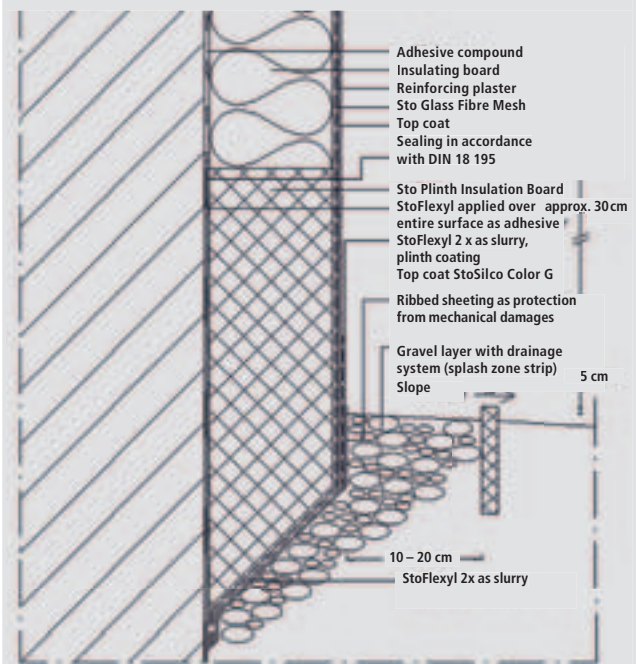 Adhesive compound
Insulating board
Reinforcing plaster
Sto Glass Fibre Mesh
Top coat
Sealing in accordance
with DIN 18 195
Sto Plinth Insulation Board
StoFlexyl applied over approx. 30 cm
entire surface as adhesive
StoFlexyl 2 x as slurry,
plinth coating
Top coat StoSilco Color G
Ribbed sheeting as protection
from mechanical damages
Gravel layer with drainage
system (splash zone strip)
5 cm
Slope
10 – 20 cm
StoFlexyl 2x as slurry